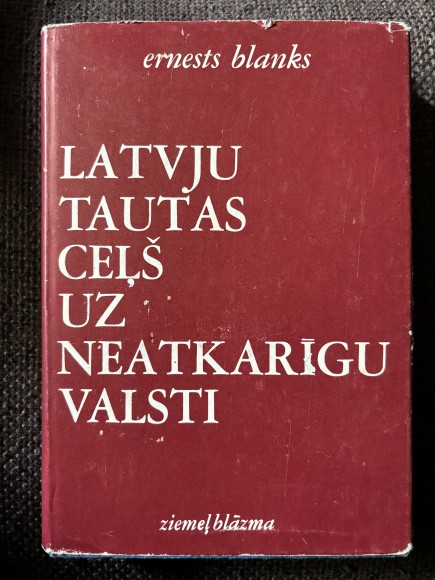 ernests blanks
LATVJU
TAUTAS
CEĻŠ
UZ
NEATKARĪGU
VALSTI
ziemeļblāzma